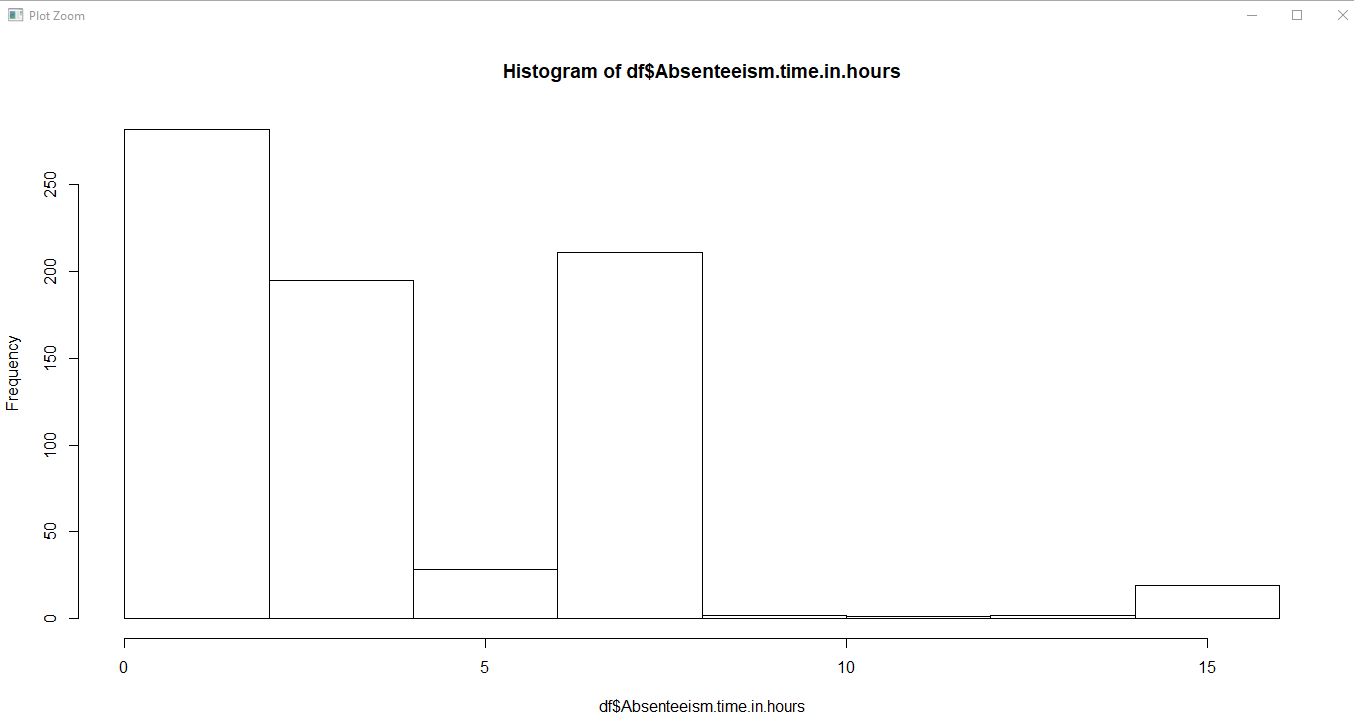 Plot Zoom
Histogram of df$Absenteeism.time.in.hours
250
200
150
100
50
0
Frequency
0 5 10 15
df$Absenteeism.time.in.hours